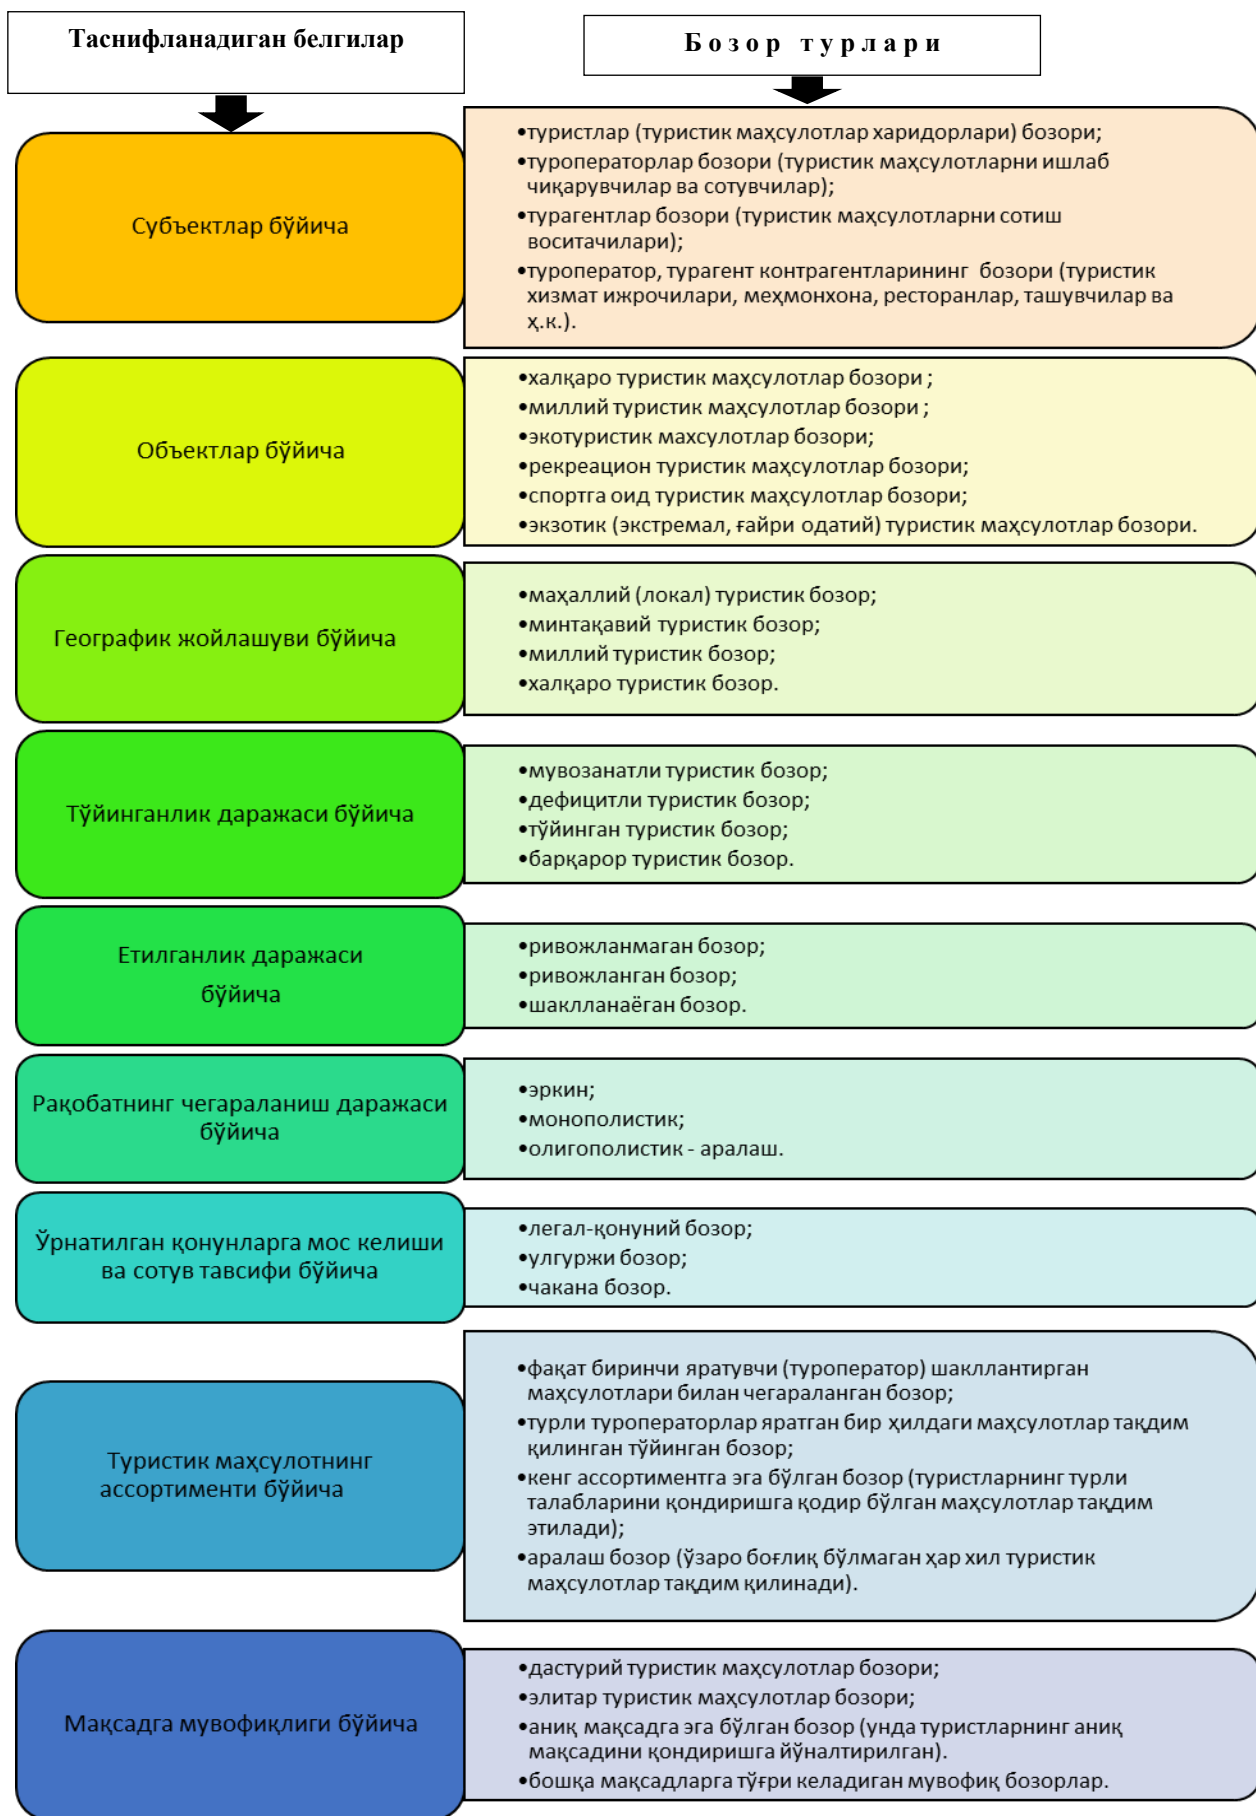 Таснифланадиган белгилар
Бозор турлари
Субъектлар бўйича
•туристлар (туристик маҳсулотлар харидорлари) бозори;
•туроператорлар бозори (туристик маҳсулотларни ишлаб
чиқарувчилар ва сотувчилар);
•турагентлар бозори (туристик маҳсулотларни сотиш
воситачилари);
•туроператор, турагент контрагентларининг бозори (туристик
хизмат ижрочилари, меҳмонхона, ресторанлар, ташувчилар ва
ҳ.к.).
Объектлар бўйича
•халқаро туристик маҳсулотлар бозори ;
•миллий туристик маҳсулотлар бозори ;
•экотуристик махсулотлар бозори;
•рекреацион туристик маҳсулотлар бозори;
•спортга оид туристик маҳсулотлар бозори;
•экзотик (экстремал, ғайри одатий) туристик маҳсулотлар бозори.
Географик жойлашуви бўйича
•маҳаллий (локал) туристик бозор;
•минтақавий туристик бозор;
•миллий туристик бозор;
•халқаро туристик бозор.
Тўйинганлик даражаси бўйича
•мувозанатли туристик бозор;
•дефицитли туристик бозор;
•тўйинган туристик бозор;
•барқарор туристик бозор.
Етилганлик даражаси
бўйича
•ривожланмаган бозор;
•ривожланган бозор;
•шаклланаёган бозор.
Рақобатнинг чегараланиш даражаси
бўйича
•эркин;
•монополистик;
•олигополистик - аралаш.
Ўрнатилган қонунларга мос келиши
ва сотув тавсифи бўйича
•легал-қонуний бозор;
•улгуржи бозор;
•чакана бозор.
Туристик маҳсулотнинг
ассортименти бўйича
•фақат биринчи яратувчи (туроператор) шакллантирган
маҳсулотлари билан чегараланган бозор;
•турли туроператорлар яратган бир ҳилдаги маҳсулотлар тақдим
қилинган тўйинган бозор;
•кенг ассортиментга эга бўлган бозор (туристларнинг турли
талабларини қондиришга қодир бўлган маҳсулотлар тақдим
этилади);
•аралаш бозор (ўзаро боғлиқ бўлмаган ҳар хил туристик
маҳсулотлар тақдим қилинади).
Мақсадга мувофиқлиги бўйича
•дастурий туристик маҳсулотлар бозори;
•элитар туристик маҳсулотлар бозори;
•аниқ мақсадга эга бўлган бозор (унда туристларнинг аниқ
мақсадини қондиришга йўналтирилган).
•бошқа мақсадларга тўғри келадиган мувофиқ бозорлар.